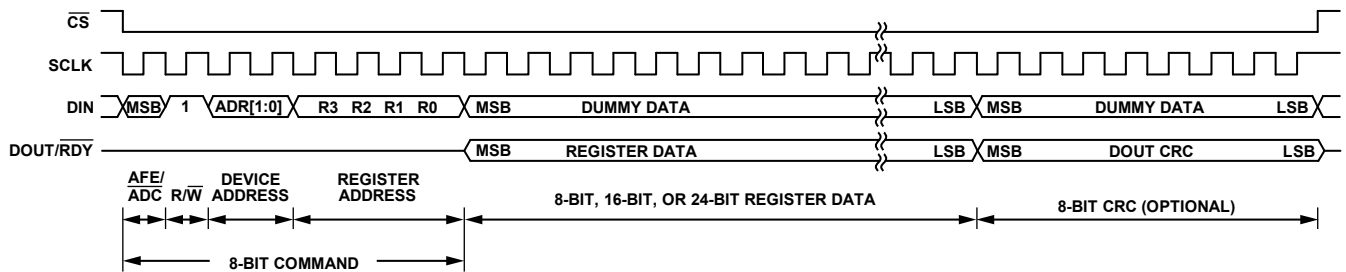 CS
SCLK
DIN MSB 1 ADR[1:0] R3 R2 R1 R0 MSB DUMMY DATA LSB MSB DUMMY DATA LSB
DOUT/RDY MSB REGISTER DATA LSB MSB DOUT CRC LSB
AFE/
ADC R/W DEVICE
ADDRESS REGISTER
ADDRESS 8-BIT, 16-BIT, OR 24-BIT REGISTER DATA 8-BIT CRC (OPTIONAL)
8-BIT COMMAND